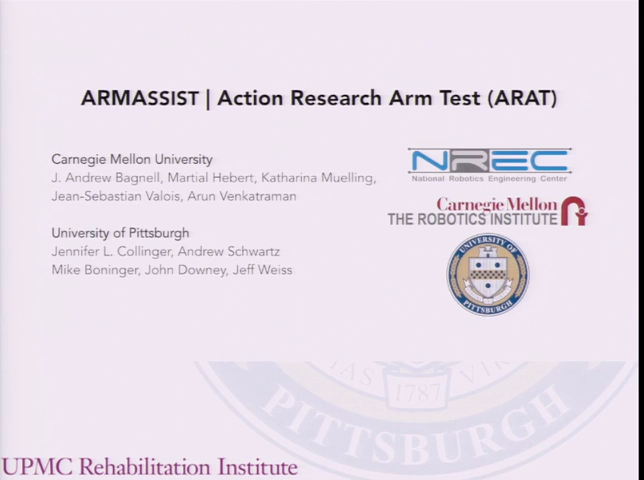 ARMASSIST | Action Research Arm Test (ARAT)
Carnegie Mellon University
J. Andrew Bagnell, Martial Hebert, Katharina Muelling,
Jean-Sebastian Valois, Arun Venkatraman
University of Pittsburgh
Jennifer L. Collinger, Andrew Schwartz
Mike Boninger, John Downey, Jeff Weiss
NREC
National Robotics Engineering Center
Carnegie Mellon
THE ROBOTICS INSTITUTE
UNIVERSITY OF
PITTSBURGH
1787
PITTSBURGH
UPMC Rehabilitation Institute